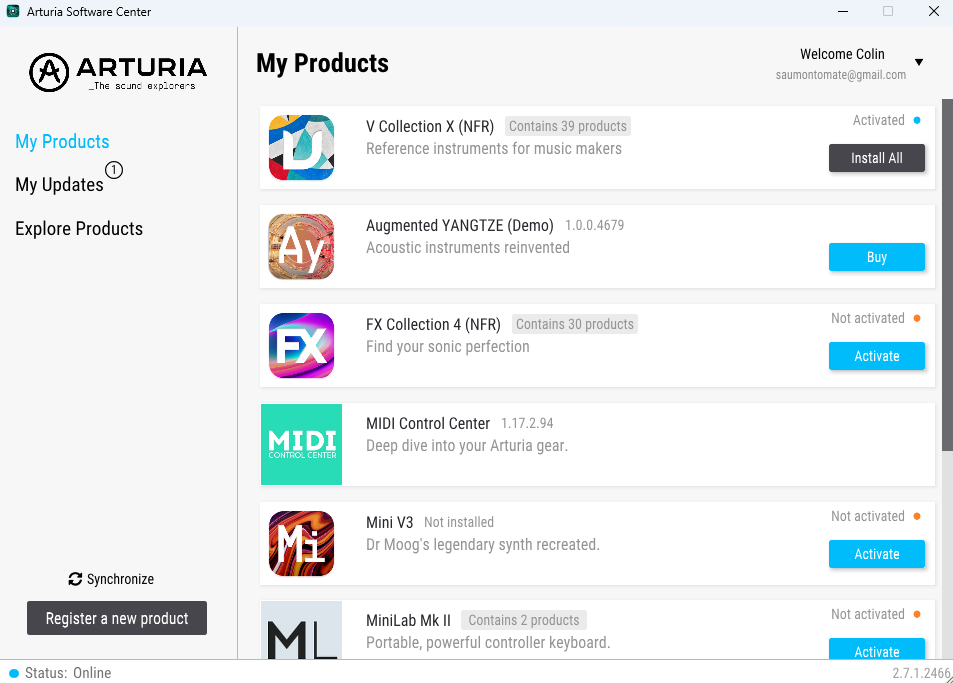 Arturia Software Center
ARTURIA
_The sound explorers
My Products
My Updates
1
Explore Products
Synchronize
Register a new product
My Products
Welcome Colin
saumontomate@gmail.com
V Collection X (NFR) Contains 39 products
Reference instruments for music makers
Activated
Install All
Ay
Augmented YANGTZE (Demo) 1.0.0.4679
Acoustic instruments reinvented
Buy
FX
FX Collection 4 (NFR) Contains 30 products
Find your sonic perfection
Not activated
Activate
MIDI
CONTROL CENTER
MIDI Control Center 1.17.2.94
Deep dive into your Arturia gear.
Mi
Mini V3 Not installed
Dr Moog's legendary synth recreated.
Not activated
Activate
ML
MiniLab Mk II Contains 2 products
Portable, powerful controller keyboard.
Not activated
Activate
Status: Online
2.7.1.2466